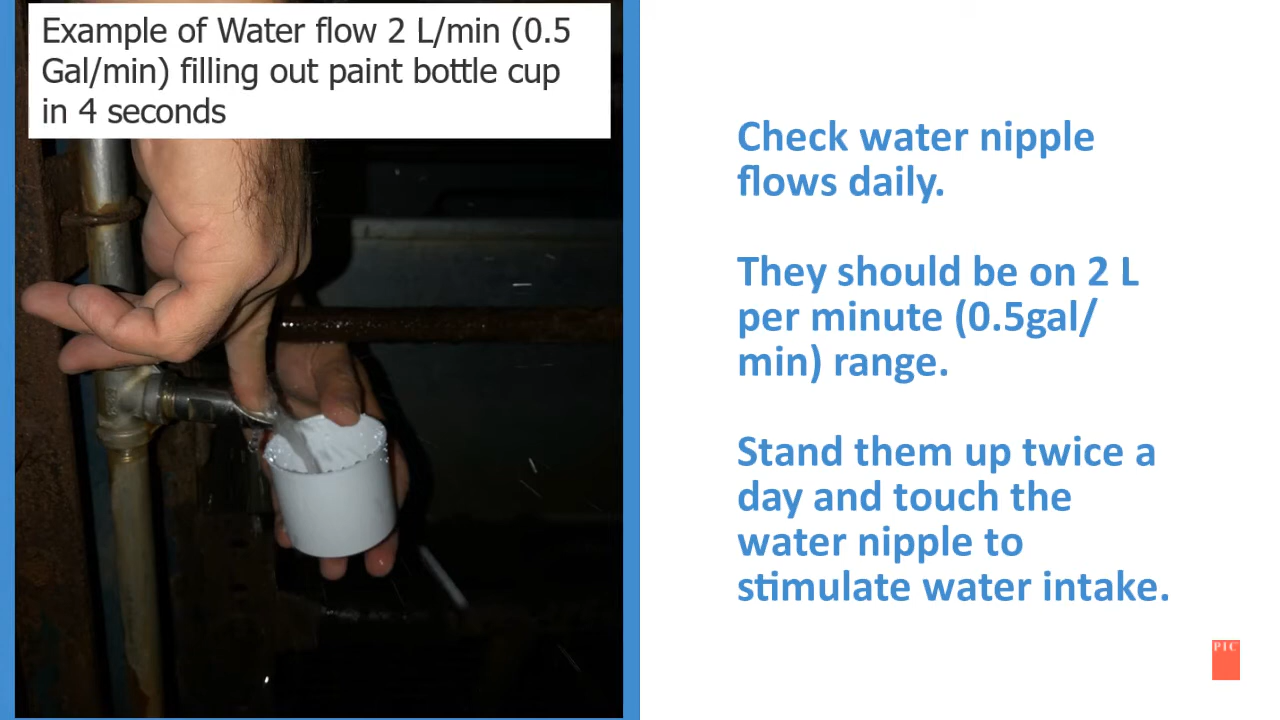 Example of Water flow 2 L/min (0.5
Gal/min) filling out paint bottle cup
in 4 seconds
Check water nipple
flows daily.
They should be on 2 L
per minute (0.5gal/
min) range.
Stand them up twice a
day and touch the
water nipple to
stimulate water intake.
PIC